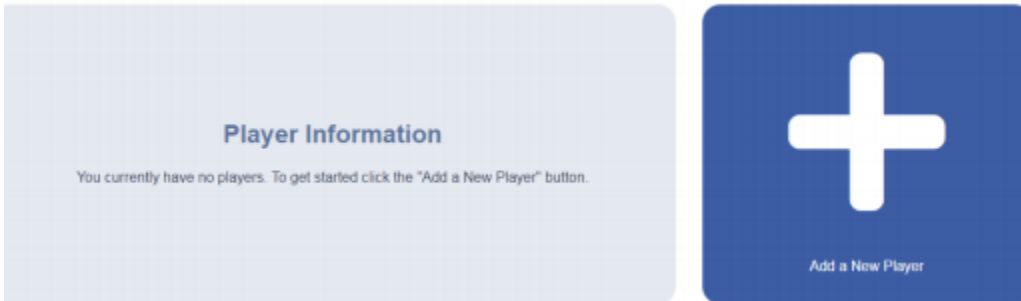 Player Information
You currently have no players. To get started click the "Add a New Player" button.
Add a New Player